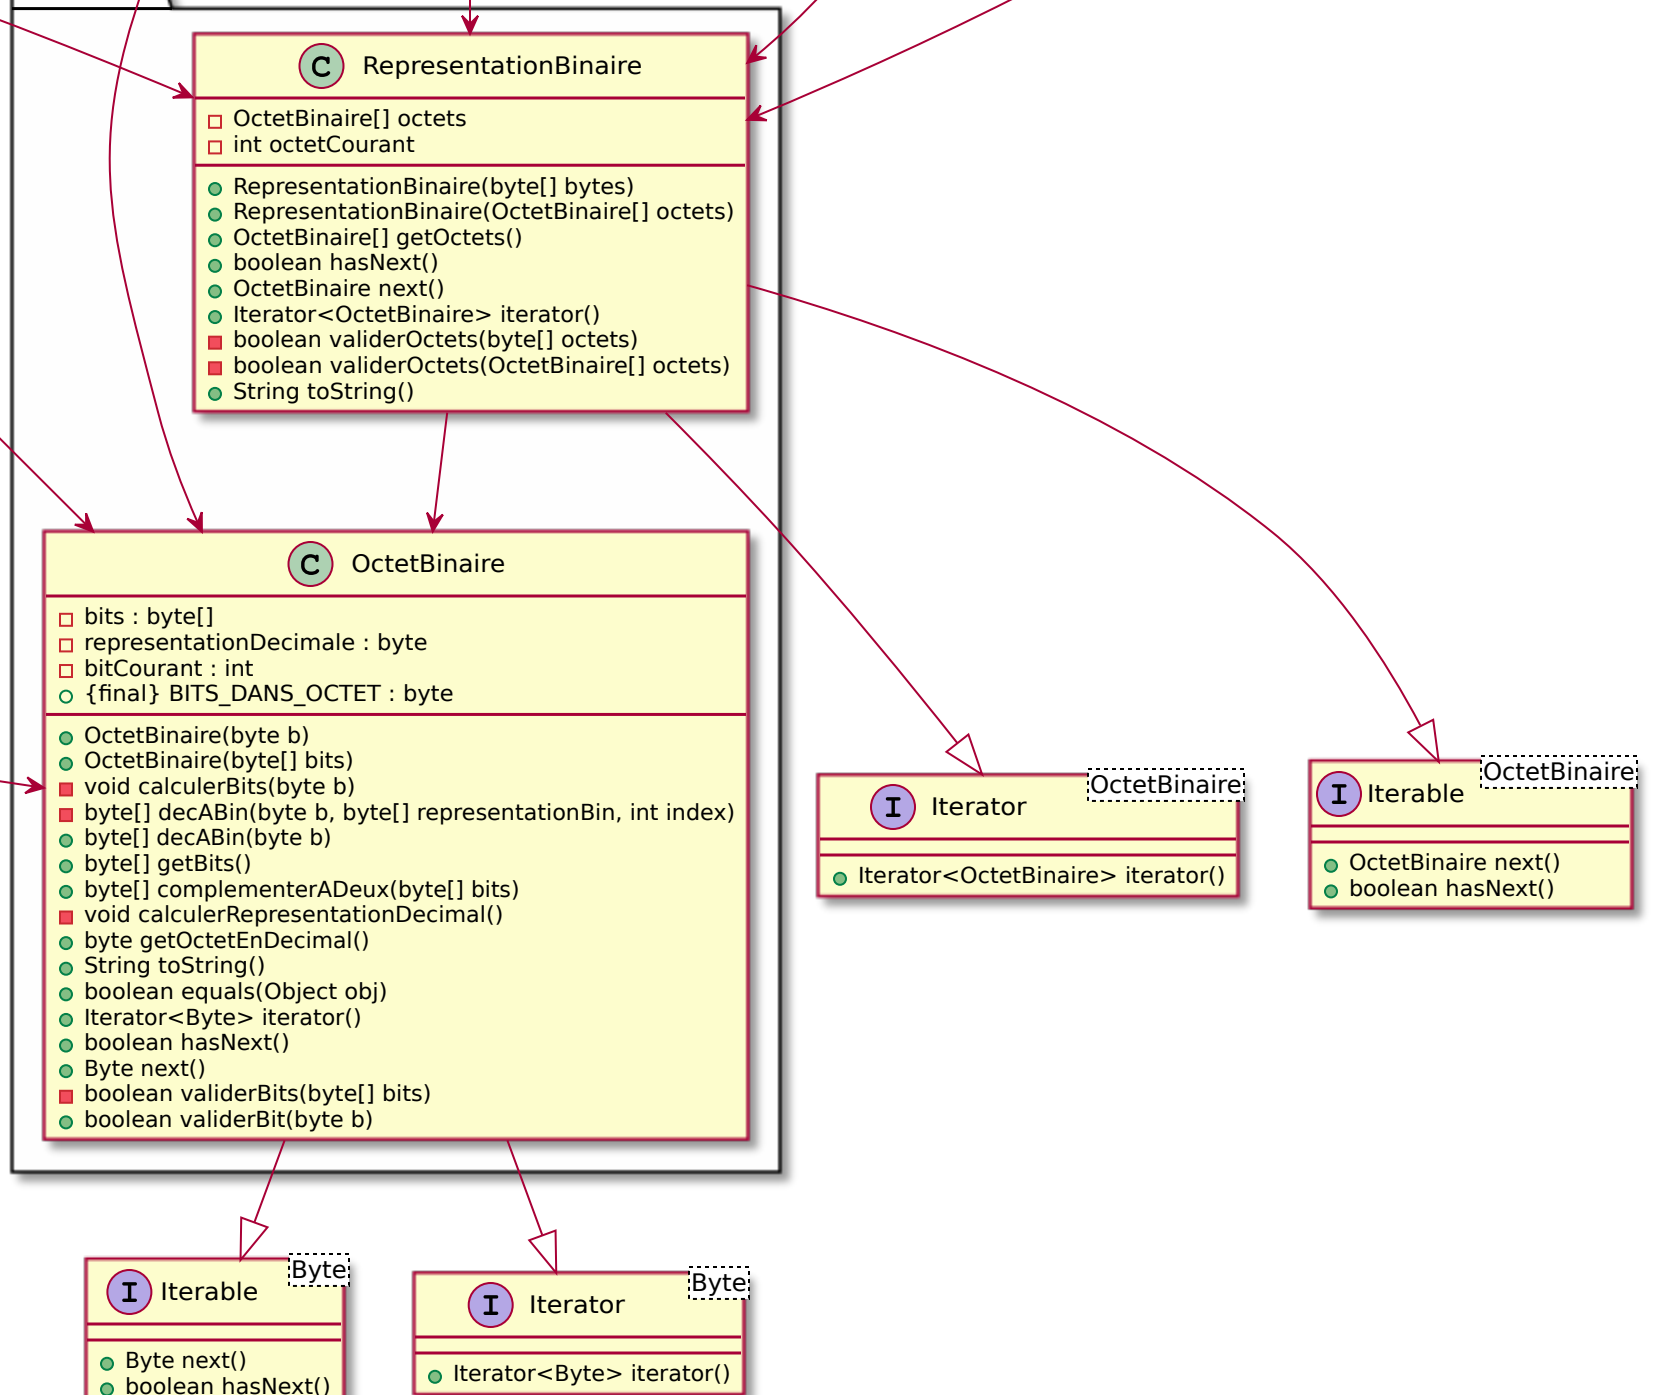 C RepresentationBinaire
OctetBinaire[] octets
int octetCourant
RepresentationBinaire(byte[] bytes)
RepresentationBinaire(OctetBinaire[] octets)
OctetBinaire[] getOctets()
boolean hasNext()
OctetBinaire next()
Iterator<OctetBinaire> iterator()
boolean validerOctets(byte[] octets)
boolean validerOctets(OctetBinaire[] octets)
String toString()
C OctetBinaire
bits : byte[]
representationDecimale : byte
bitCourant : int
{final} BITS_DANS_OCTET : byte
OctetBinaire(byte b)
OctetBinaire(byte[] bits)
void calculerBits(byte b)
byte[] decABin(byte b, byte[] representationBin, int index)
byte[] decABin(byte b)
byte[] getBits()
byte[] complementerADeux(byte[] bits)
void calculerRepresentationDecimal()
byte getOctetEnDecimal()
String toString()
boolean equals(Object obj)
Iterator<Byte> iterator()
boolean hasNext()
Byte next()
boolean validerBits(byte[] bits)
boolean validerBit(byte b)
OctetBinaire
I Iterator
Iterator<OctetBinaire> iterator()
OctetBinaire
I Iterable
OctetBinaire next()
boolean hasNext()
Byte
I Iterable
Byte next()
boolean hasNext()
Byte
I Iterator
Iterator<Byte> iterator()